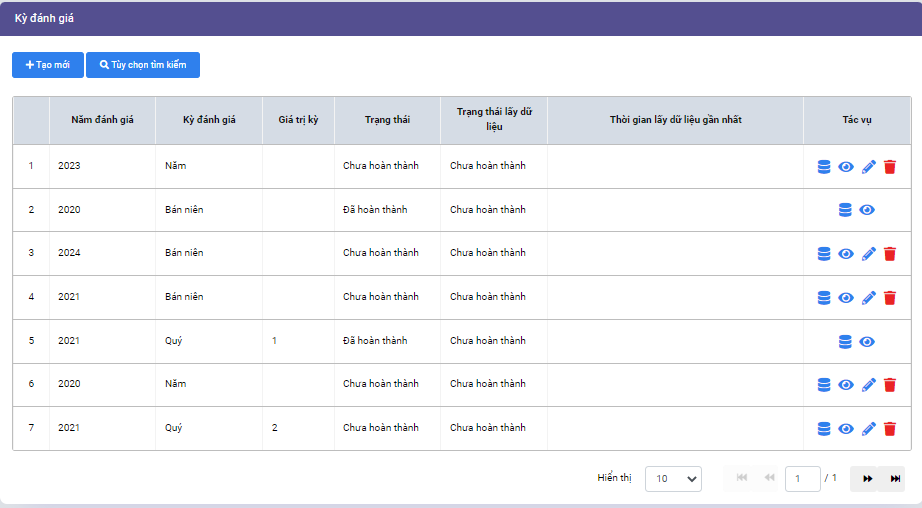 Kỳ đánh giá
Tạo mới Tùy chọn tìm kiếm
Năm đánh giá Kỳ đánh giá Giá trị kỳ Trạng thái Trạng thái lấy dữ liệu Thời gian lấy dữ liệu gần nhất Tác vụ
1 2023 Năm Chưa hoàn thành Chưa hoàn thành
2 2020 Bán niên Đã hoàn thành Chưa hoàn thành
3 2024 Bán niên Chưa hoàn thành Chưa hoàn thành
4 2021 Bán niên Chưa hoàn thành Chưa hoàn thành
5 2021 Quý 1 Đã hoàn thành Chưa hoàn thành
6 2020 Năm Chưa hoàn thành Chưa hoàn thành
7 2021 Quý 2 Chưa hoàn thành Chưa hoàn thành
Hiển thị 10 1 / 1